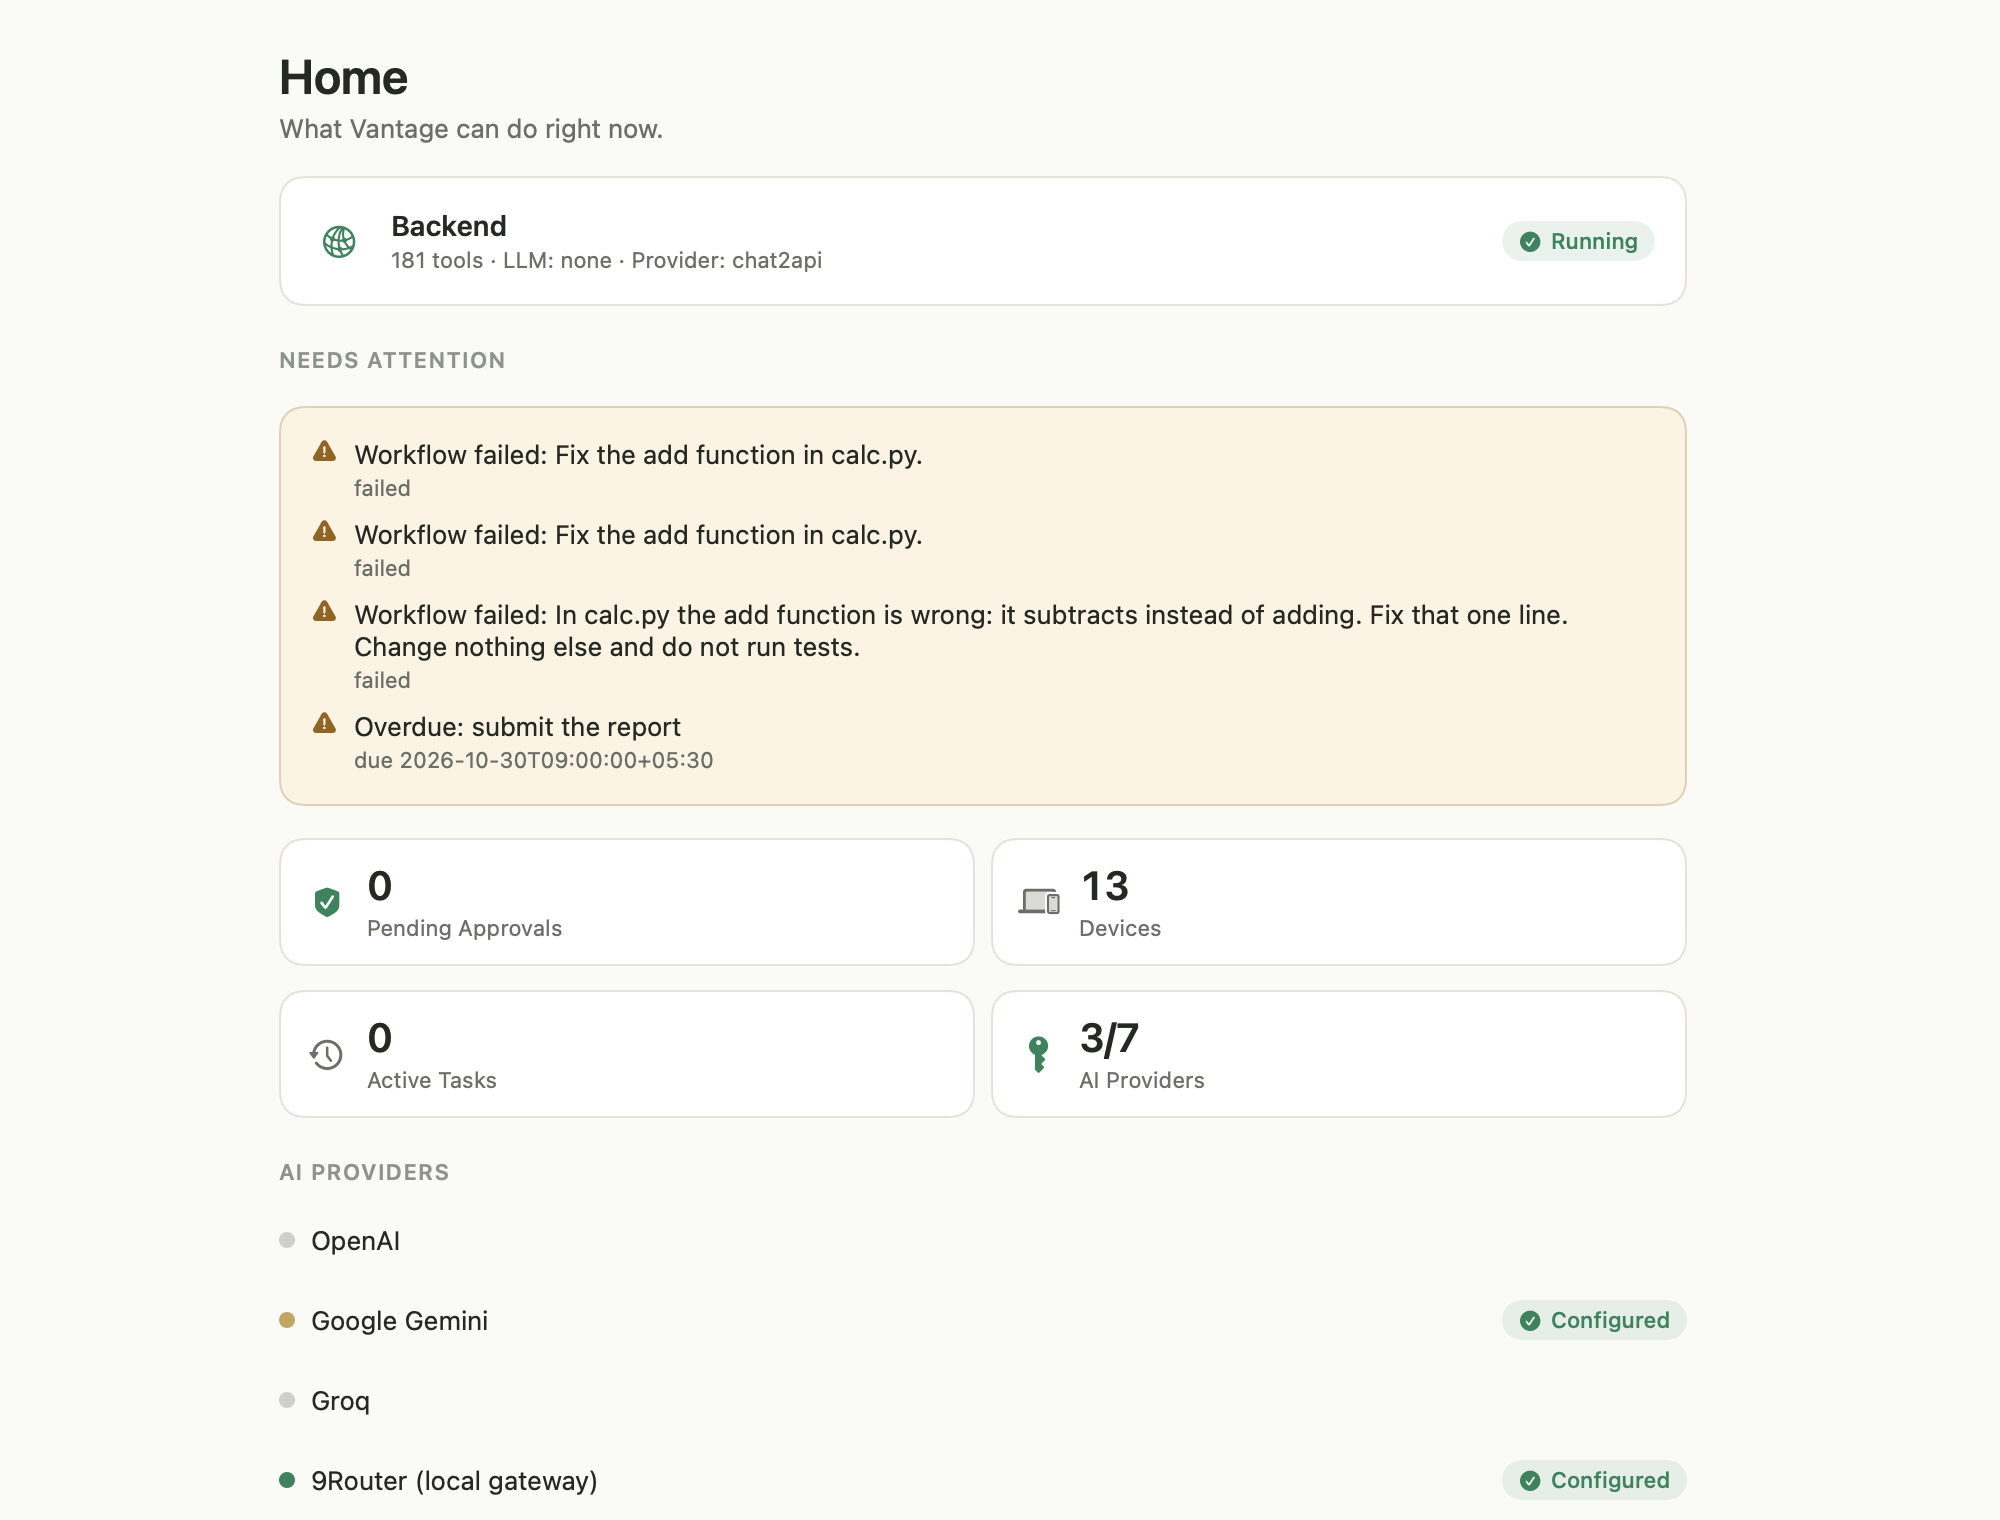 Home
What Vantage can do right now.
Backend
181 tools · LLM: none · Provider: chat2api
Running
NEEDS ATTENTION
Workflow failed: Fix the add function in calc.py.
failed
Workflow failed: Fix the add function in calc.py.
failed
Workflow failed: In calc.py the add function is wrong: it subtracts instead of adding. Fix that one line.
Change nothing else and do not run tests.
failed
Overdue: submit the report
due 2026-10-30T09:00:00+05:30
0
Pending Approvals
13
Devices
0
Active Tasks
3/7
AI Providers
AI PROVIDERS
OpenAI
Google Gemini
Configured
Groq
9Router (local gateway)
Configured